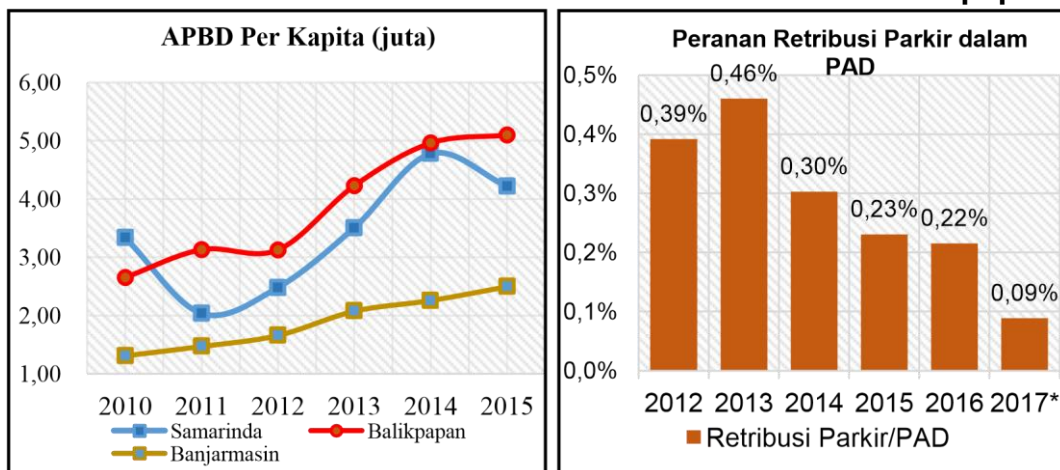 APBD Per Kapita (juta)
6,00
5,00
4,00
3,00
2,00
1,00
2010 2011 2012 2013 2014 2015
Samarinda Balikpapan
Banjarmasin
Peranan Retribusi Parkir dalam
PAD
0,5%
0,4%
0,3%
0,2%
0,1%
0,0%
0,39%
0,46%
0,30%
0,23%
0,22%
0,09%
2012 2013 2014 2015 2016 2017*
Retribusi Parkir/PAD